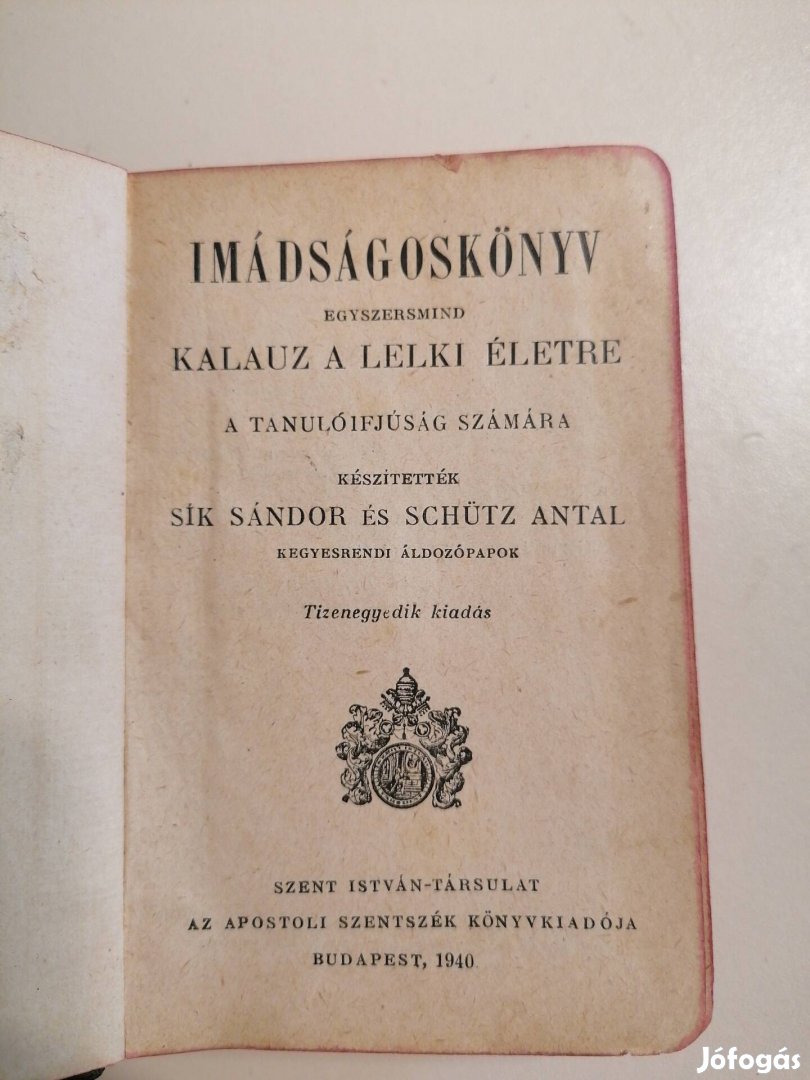 IMÁDSÁGOSKÖNYV
EGYSZERSMIND
KALAUZ A LELKI ÉLETRE
A TANULÓIFJÚSÁG SZÁMÁRA
KÉSZÍTETTÉK
SÍK SÁNDOR ÉS SCHÜTZ ANTAL
KEGYESRENDI ÁLDOZÓPAPOK
Tizenegyedik kiadás
SZENT ISTVÁN-TÁRSULAT
AZ APOSTOLI SZENTSZÉK KÖNYVKIADÓJA
BUDAPEST, 1940
Jófogás